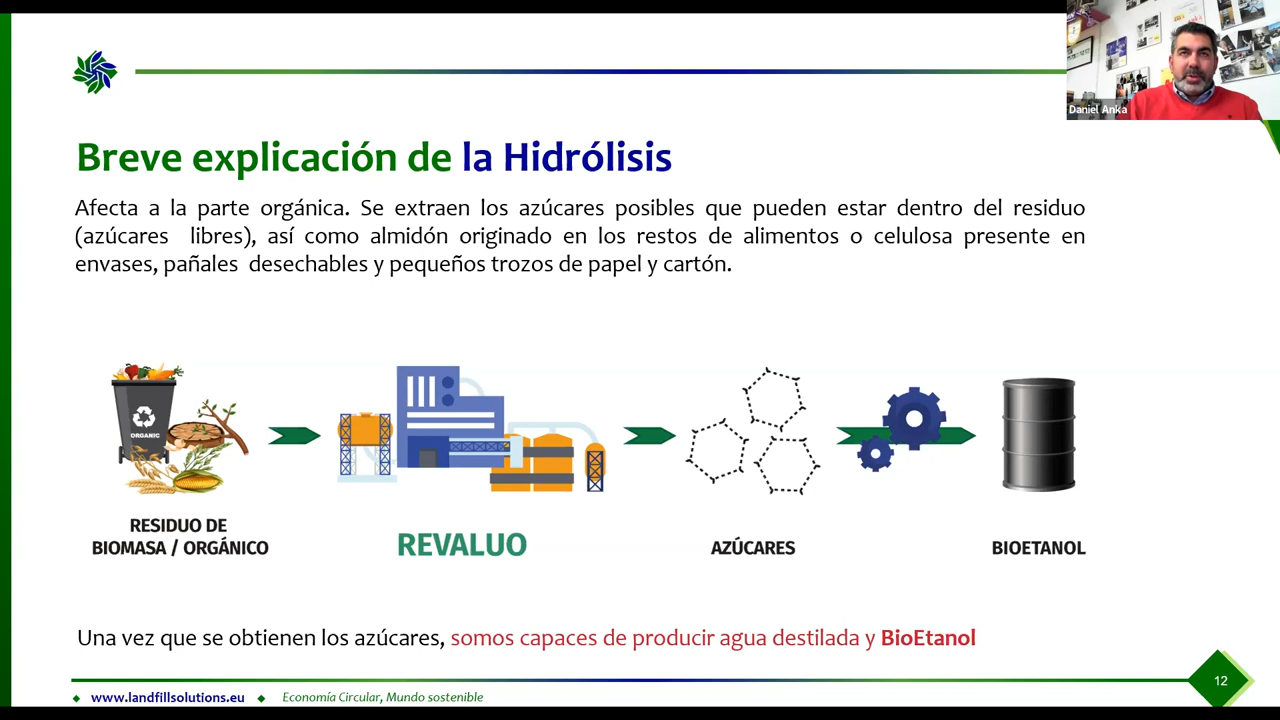 Daniel Anka
Breve explicación de la Hidrólisis
Afecta a la parte orgánica. Se extraen los azúcares posibles que pueden estar dentro del residuo
(azúcares libres), así como almidón originado en los restos de alimentos o celulosa presente en
envases, pañales desechables y pequeños trozos de papel y cartón.
ORGANIC
RESIDUO DE
BIOMASA / ORGÁNICO
REVALUO
AZÚCARES
BIOETANOL
Una vez que se obtienen los azúcares, somos capaces de producir agua destilada y BioEtanol
12
www.landfillsolutions.eu
Economía Circular, Mundo sostenible